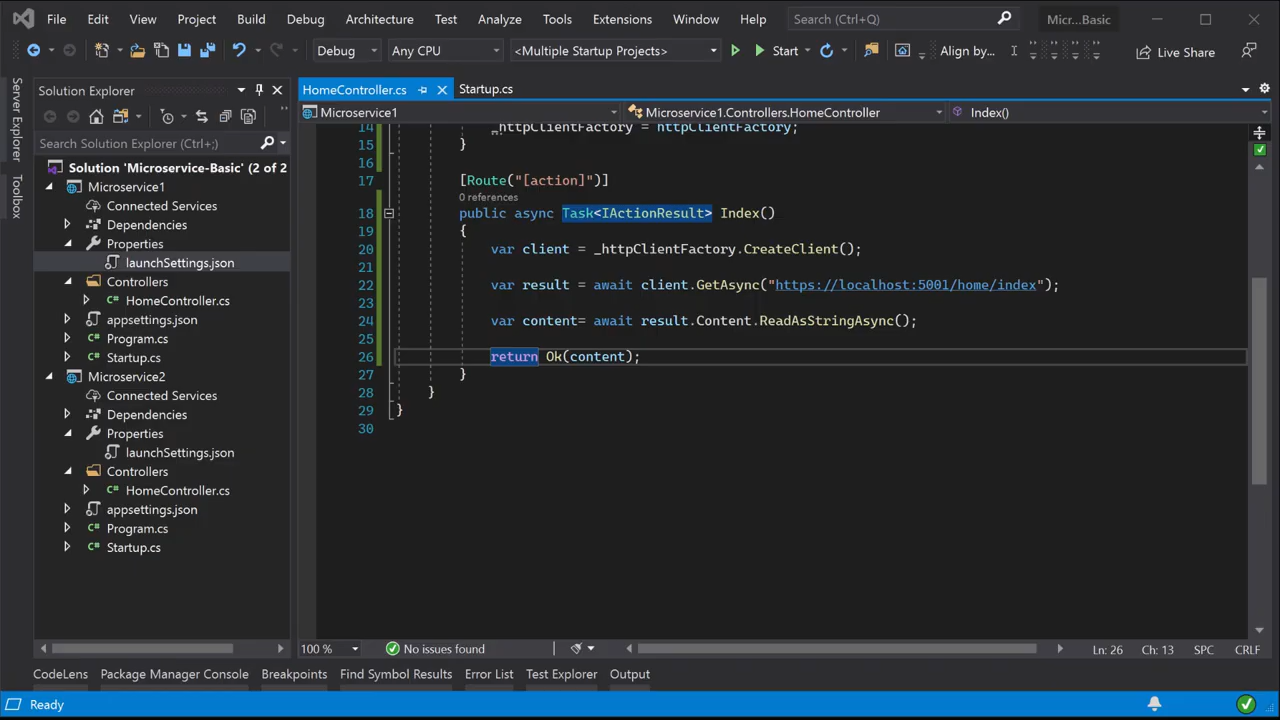 File Edit View Project Build Debug Architecture Test Analyze Tools Extensions Window Help Search (Ctrl+Q) Micr...Basic
Debug Any CPU <Multiple Startup Projects> Start Align by... Live Share
Server Explorer
Toolbox
Solution Explorer
Search Solution Explorer (Ctrl+;)
Solution 'Microservice-Basic' (2 of 2
Microservice1
Connected Services
Dependencies
Properties
launchSettings.json
Controllers
HomeController.cs
appsettings.json
Program.cs
Startup.cs
Microservice2
Connected Services
Dependencies
Properties
launchSettings.json
Controllers
HomeController.cs
appsettings.json
Program.cs
Startup.cs
HomeController.cs Startup.cs
Microservice1 Microservice1.Controllers.HomeController Index()
14 _httpClientFactory = httpClientFactory;
15 }
16
17 [Route("[action]")]
0 references
18 public async Task<IActionResult> Index()
19 {
20 var client = _httpClientFactory.CreateClient();
21
22 var result = await client.GetAsync("https://localhost:5001/home/index");
23
24 var content= await result.Content.ReadAsStringAsync();
25
26 return Ok(content);
27 }
28 }
29 }
30
100 % No issues found Ln: 26 Ch: 13 SPC CRLF
CodeLens Package Manager Console Breakpoints Find Symbol Results Error List Test Explorer Output
Ready